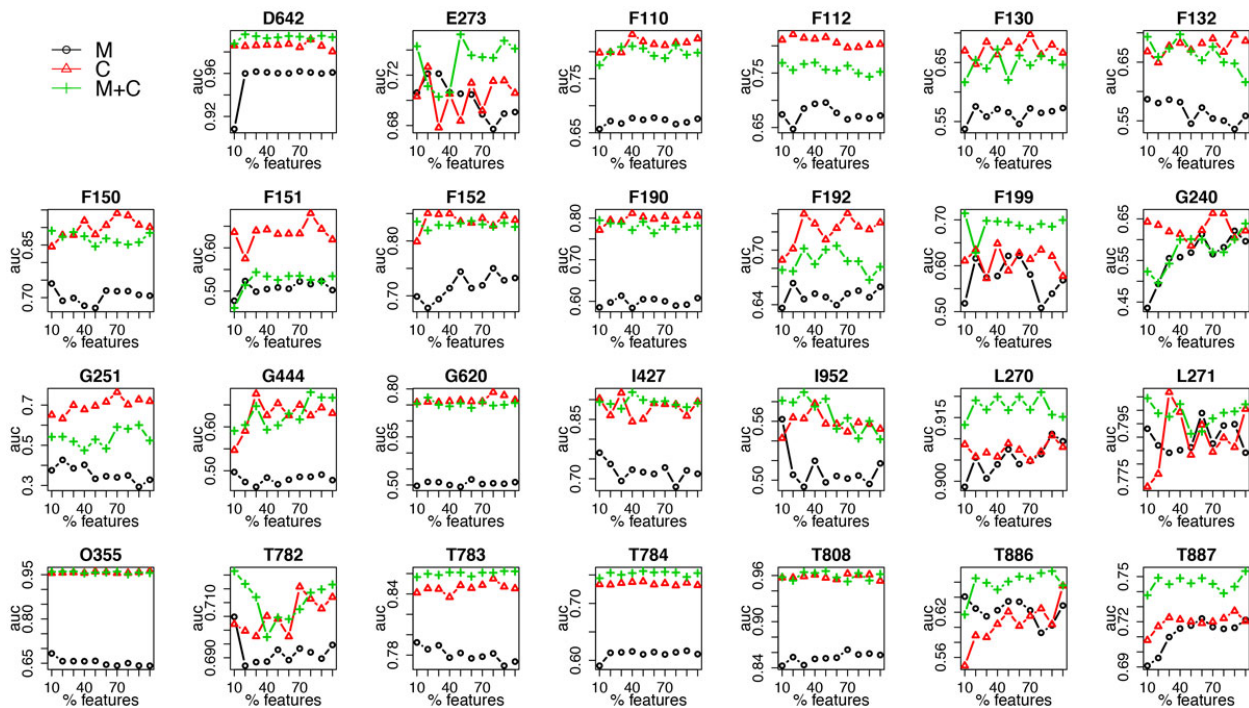 M
C
M+C
D642
auc
0.92 0.96
10 40 70
% features
E273
auc
0.68 0.72
10 40 70
% features
F110
auc
0.65 0.75
10 40 70
% features
F112
auc
0.65 0.75
10 40 70
% features
F130
auc
0.55 0.65
10 40 70
% features
F132
auc
0.55 0.65
10 40 70
% features
F150
auc
0.70 0.85
10 40 70
% features
F151
auc
0.50 0.60
10 40 70
% features
F152
auc
0.70 0.80
10 40 70
% features
F190
auc
0.60 0.70 0.80
10 40 70
% features
F192
auc
0.64 0.70
10 40 70
% features
F199
auc
0.50 0.60 0.70
10 40 70
% features
G240
auc
0.45 0.55 0.65
10 40 70
% features
G251
auc
0.3 0.5 0.7
10 40 70
% features
G444
auc
0.50 0.60
10 40 70
% features
G620
auc
0.50 0.65 0.80
10 40 70
% features
I427
auc
0.70 0.85
10 40 70
% features
I952
auc
0.50 0.56
10 40 70
% features
L270
auc
0.900 0.915
10 40 70
% features
L271
auc
0.775 0.795
10 40 70
% features
O355
auc
0.65 0.80 0.95
10 40 70
% features
T782
auc
0.690 0.710
10 40 70
% features
T783
auc
0.78 0.84
10 40 70
% features
T784
auc
0.60 0.70
10 40 70
% features
T808
auc
0.84 0.90 0.96
10 40 70
% features
T886
auc
0.56 0.62
10 40 70
% features
T887
auc
0.69 0.72 0.75
10 40 70
% features